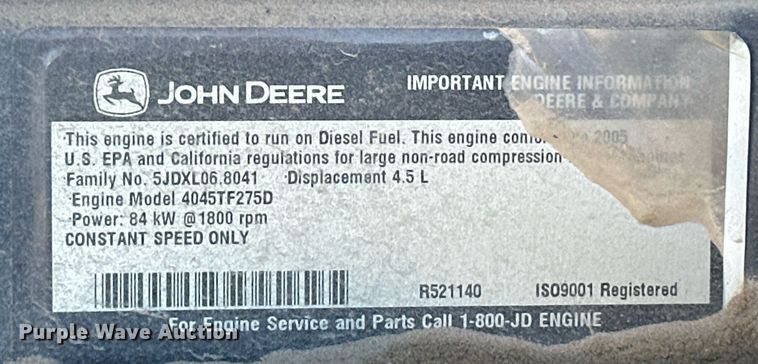 JOHN DEERE
IMPORTANT ENGINE INFORMATION
DEERE & COMPANY
This engine is certified to run on Diesel Fuel. This engine 2005
U.S. EPA and California regulations for large non-road compression
Family No. 5JDXL06.8041 Displacement 4.5 L
Engine Model 4045TF275D
Power: 84 kW @1800 rpm
CONSTANT SPEED ONLY
R521140 ISO9001 Registered
For Engine Service and Parts Call 1-800-JD ENGINE
Purple Wave Auction